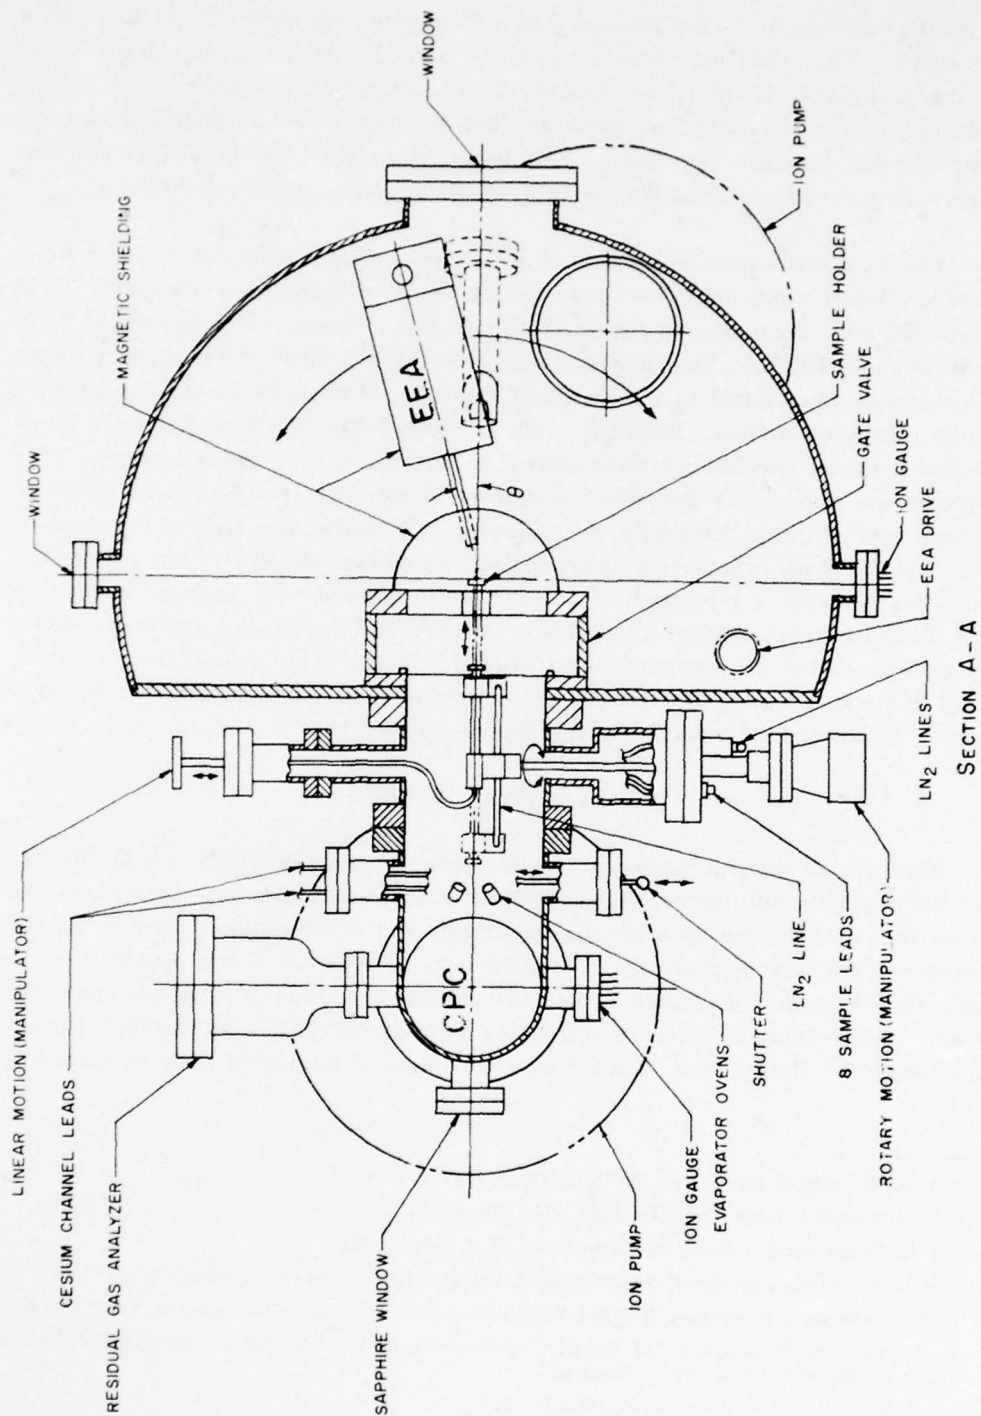 WINDOW
MAGNETIC SHIELDING
WINDOW
ION PUMP
SAMPLE HOLDER
GATE VALVE
ION GAUGE
EEA DRIVE
LN2 LINES
SECTION A-A
EEA
θ
LINEAR MOTION (MANIPULATOR)
CESIUM CHANNEL LEADS
RESIDUAL GAS ANALYZER
CPC
SAPPHIRE WINDOW
ION PUMP
ION GAUGE
EVAPORATOR OVENS
SHUTTER
LN2 LINE
8 SAMPLE LEADS
ROTARY MOTION (MANIPULATOR)